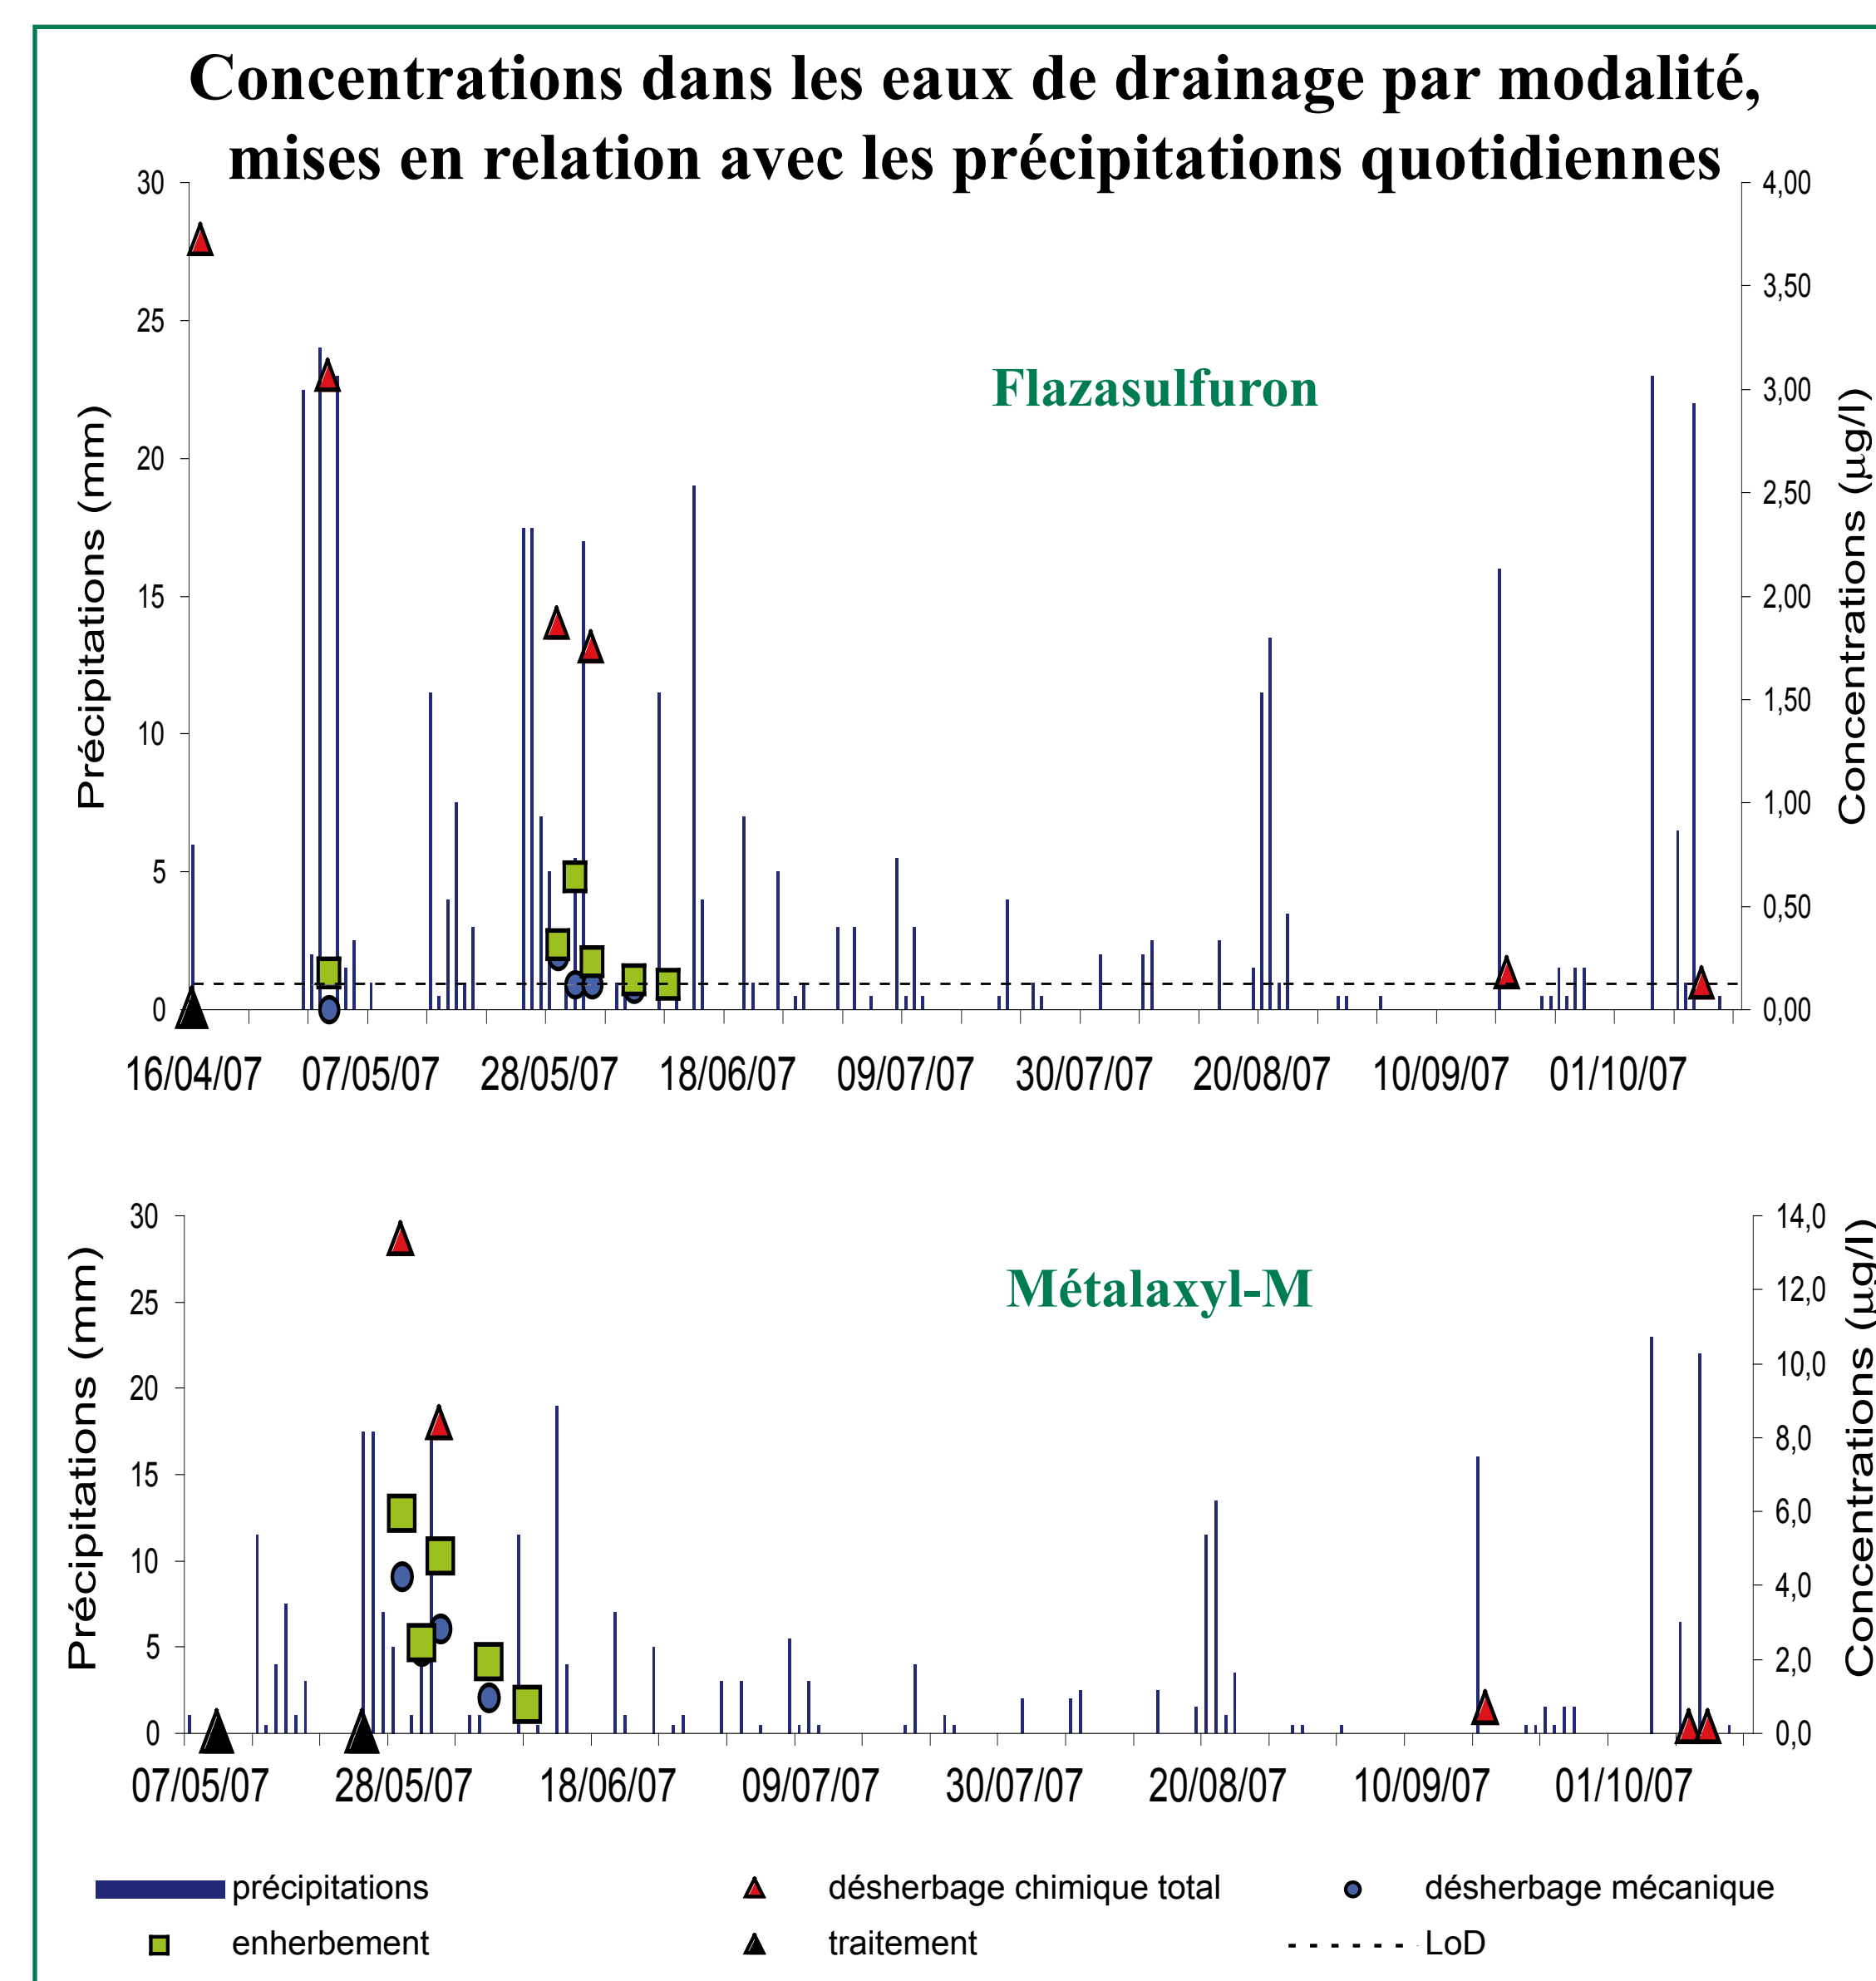 Concentrations dans les eaux de drainage par modalité,
mises en relation avec les précipitations quotidiennes
Flazasulfuron
Précipitations (mm)
30
25
20
15
10
5
0
Concentrations (µg/l)
4,00
3,50
3,00
2,50
2,00
1,50
1,00
0,50
0,00
16/04/07 07/05/07 28/05/07 18/06/07 09/07/07 30/07/07 20/08/07 10/09/07 01/10/07
Métalaxyl-M
Précipitations (mm)
30
25
20
15
10
5
0
Concentrations (µg/l)
14,0
12,0
10,0
8,0
6,0
4,0
2,0
0,0
07/05/07 28/05/07 18/06/07 09/07/07 30/07/07 20/08/07 10/09/07 01/10/07
précipitations désherbage chimique total désherbage mécanique
enherbement traitement LoD